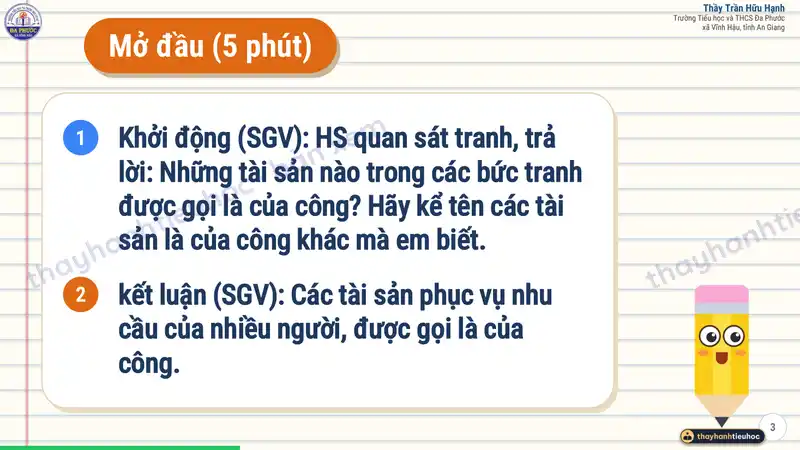 Thầy Trần Hữu Hạnh
Trường Tiểu học và THCS Đa Phước
xã Vĩnh Hậu, tỉnh An Giang
ĐA PHƯỚC
Mở đầu (5 phút)
1
Khởi động (SGV): HS quan sát tranh, trả
lời: Những tài sản nào trong các bức tranh
được gọi là của công? Hãy kể tên các tài
sản là của công khác mà em biết.
2
kết luận (SGV): Các tài sản phục vụ nhu
cầu của nhiều người, được gọi là của
công.
thayhanhtieuhoc
3